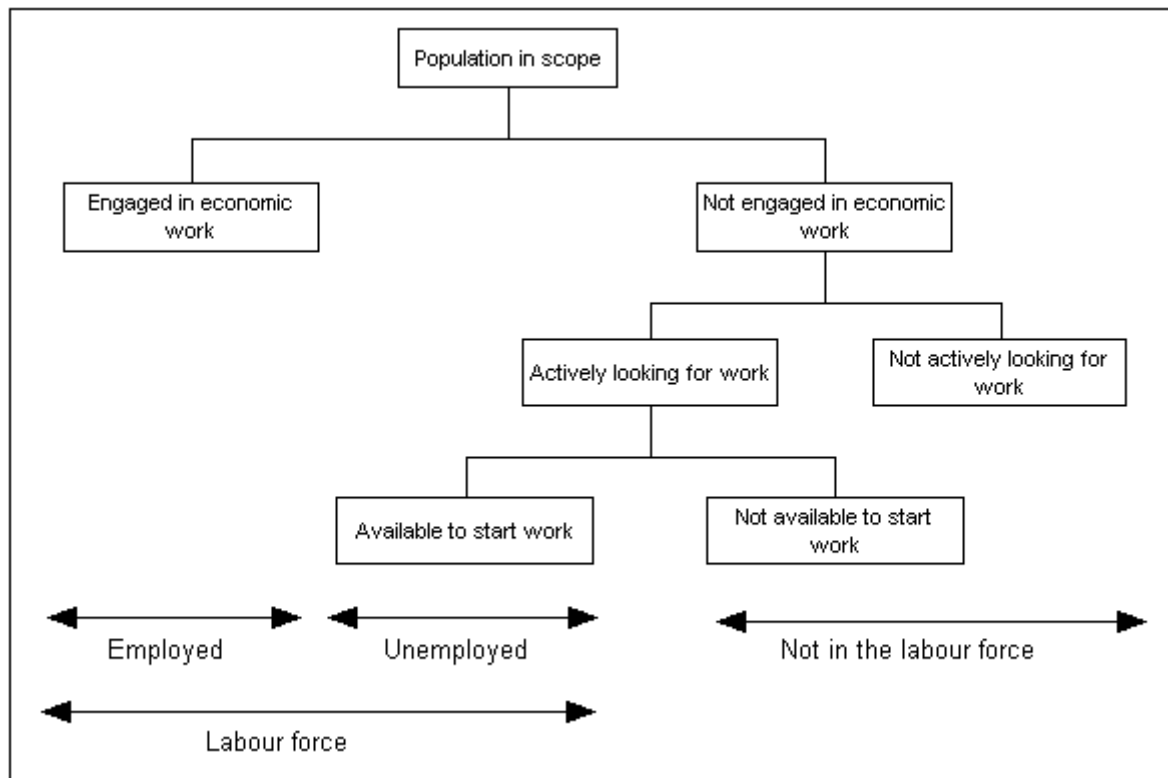 Population in scope
Engaged in economic
work
Not engaged in economic
work
Actively looking for work
Not actively looking for
work
Available to start work
Not available to start
work
Employed
Unemployed
Not in the labour force
Labour force